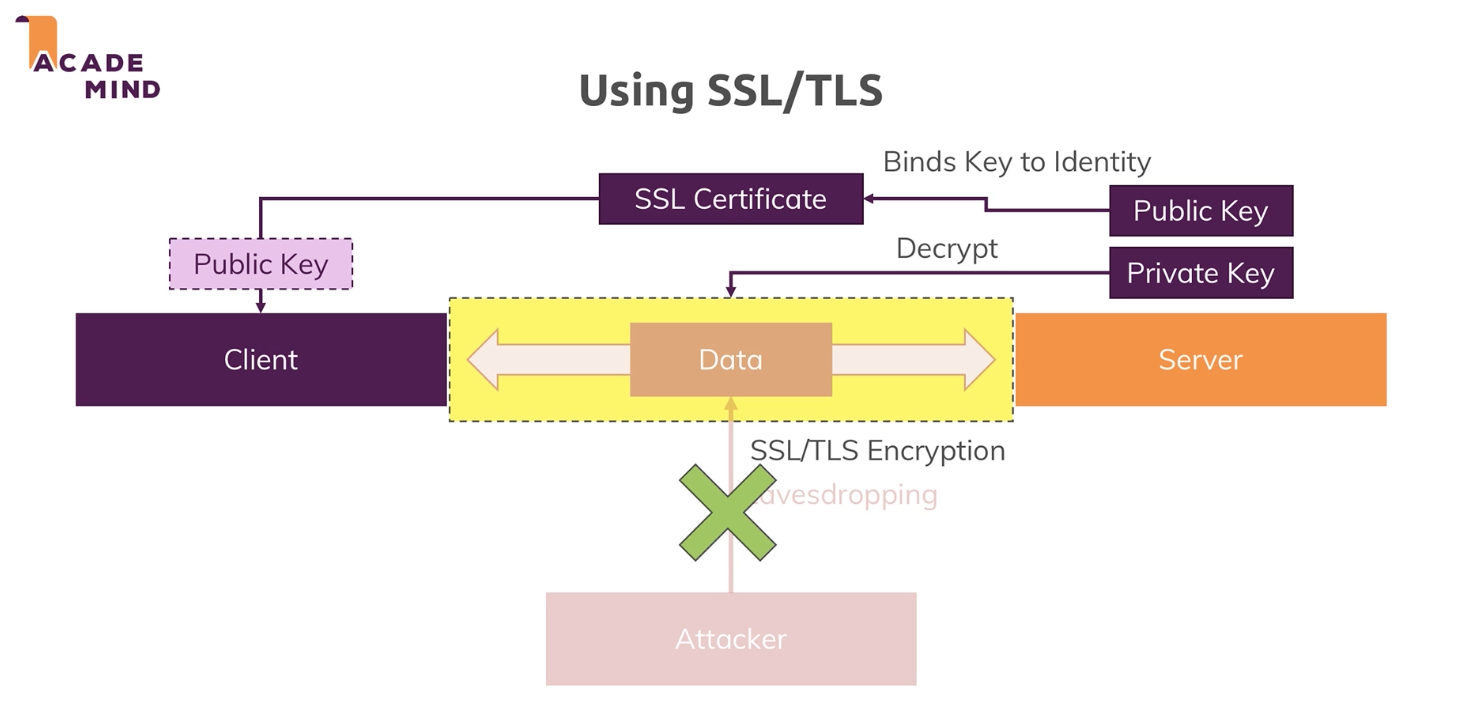 ACADE
MIND
Using SSL/TLS
Binds Key to Identity
SSL Certificate
Public Key
Decrypt
Public Key
Private Key
Client
Data
Server
SSL/TLS Encryption
avesdropping
Attacker